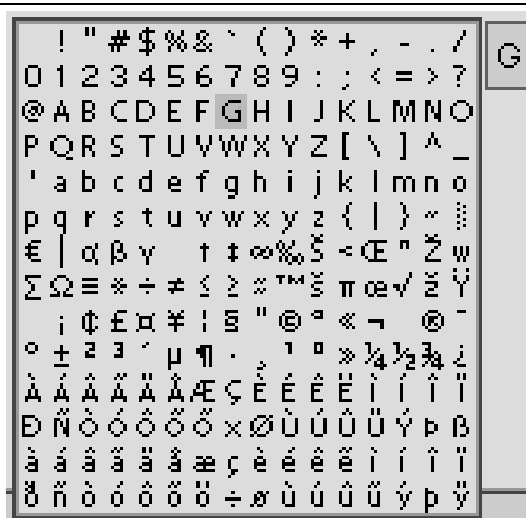 ! " # $ % & ` ( ) * + , - . /
G
0 1 2 3 4 5 6 7 8 9 : ; < = > ?
@ A B C D E F G H I J K L M N O
P Q R S T U V W X Y Z [ \ ] ^ _
' a b c d e f g h i j k l m n o
p q r s t u v w x y z { | } ~
€ α β γ † ‡ ∞ ‰ Š < Œ " Ž w
Σ Ω ≡ ÷ ≠ ≤ ≥ ≈ ™ š π œ √ ž Ÿ
¡ ¢ £ ¤ ¥ ¦ § " © ª « ¬ ® ¯
° ± ² ³ ´ µ ¶ · ¸ ¹ º » ¼ ½ ¾ ¿
À Á Â Ã Ä Å Æ Ç È É Ê Ë Ì Í Î Ï
Ð Ñ Ò Ó Ô Õ Ö × Ø Ù Ú Û Ü Ý Þ ß
à á â ã ä å æ ç è é ê ë ì í î ï
ð ñ ò ó ô õ ö ÷ ø ù ú û ü ý þ ÿ